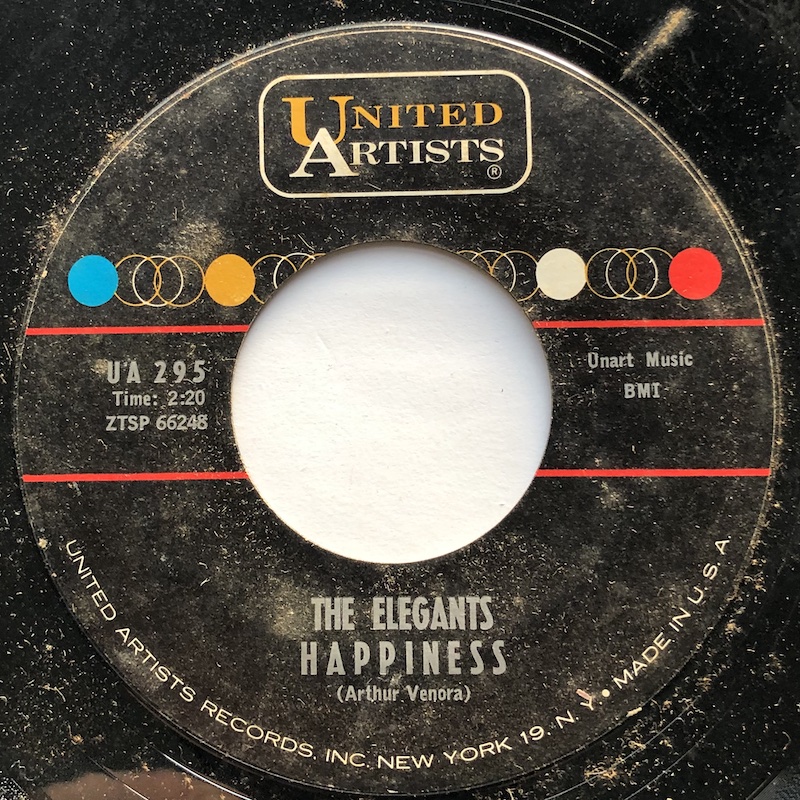 UNITED
ARTISTS
®
UA 295
Time: 2:20
ZTSP 66248
Unart Music
BMI
THE ELEGANTS
HAPPINESS
(Arthur Venora)
UNITED ARTISTS RECORDS, INC. NEW YORK 19, N. Y. • MADE IN U.S.A.